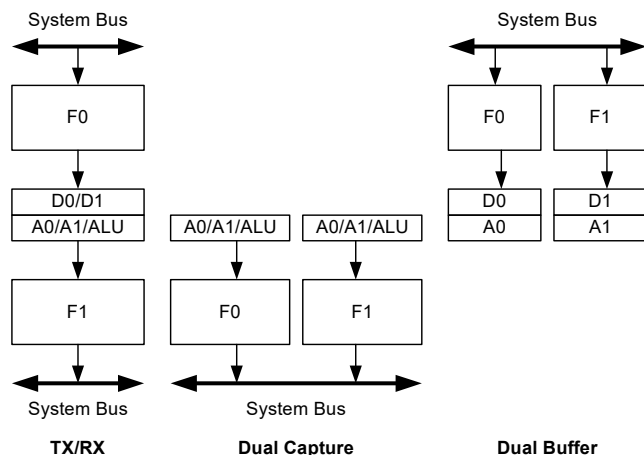 System Bus
F0
D0/D1
A0/A1/ALU
F1
System Bus
TX/RX
A0/A1/ALU
A0/A1/ALU
F0
F1
System Bus
Dual Capture
System Bus
F0
F1
D0
D1
A0
A1
Dual Buffer